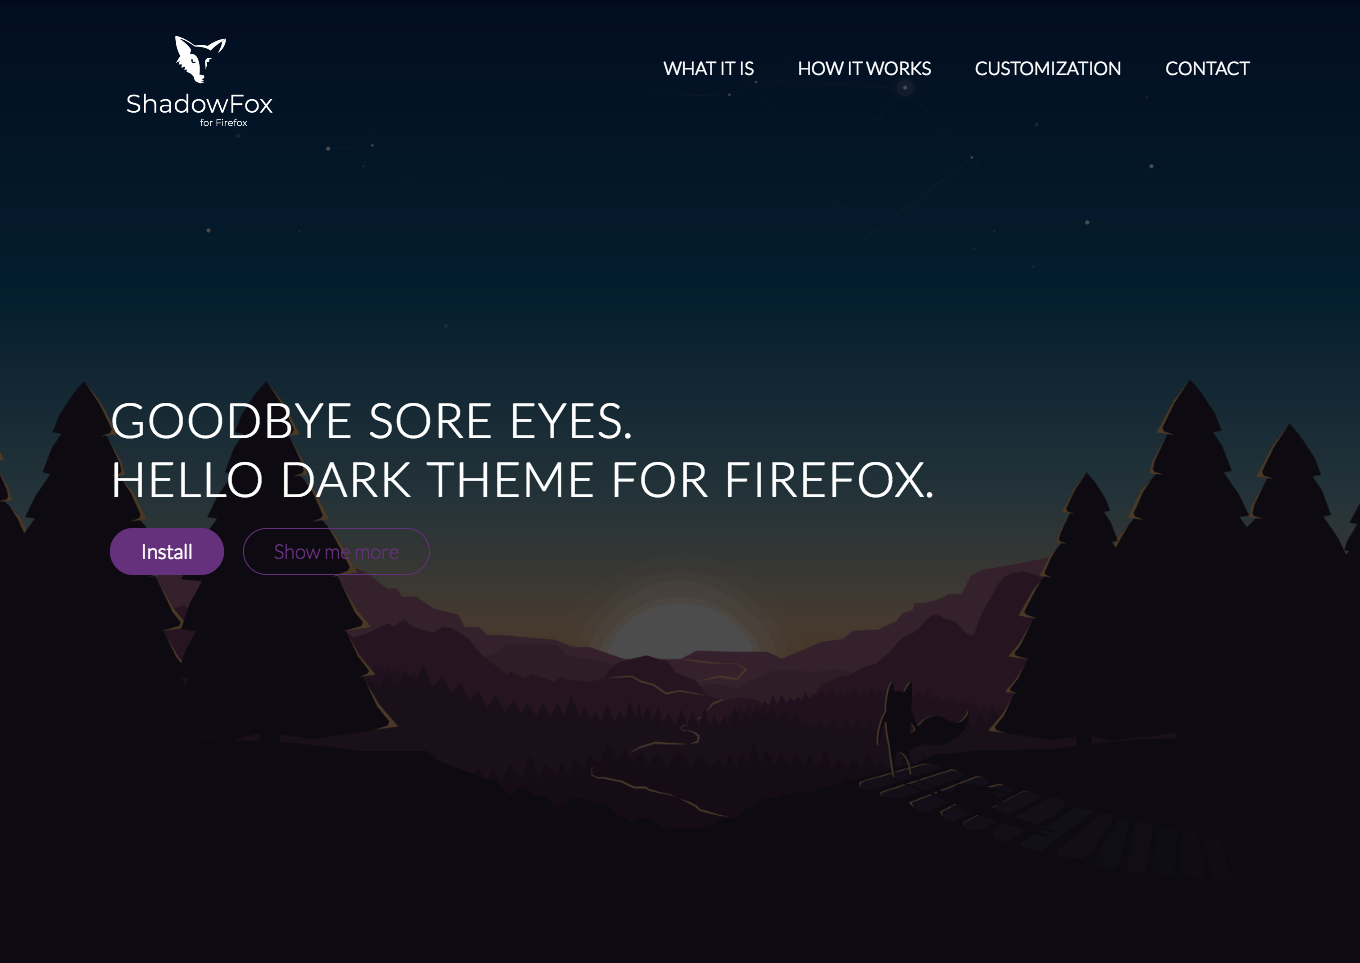 ShadowFox
for Firefox
WHAT IT IS
HOW IT WORKS
CUSTOMIZATION
CONTACT
GOODBYE SORE EYES.
HELLO DARK THEME FOR FIREFOX.
Install
Show me more